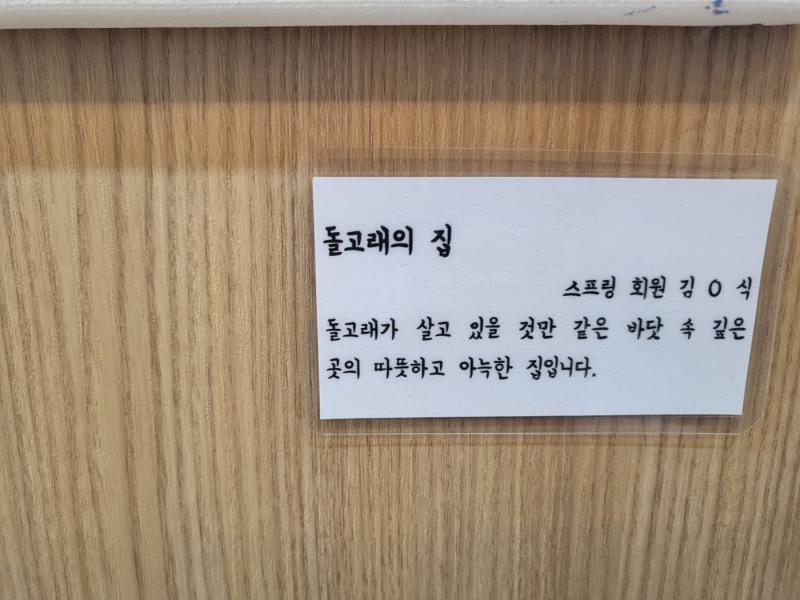 돌고래의 집
스프링 회원 김 O 식
돌고래가 살고 있을 것만 같은 바닷 속 깊은
곳의 따뜻하고 아늑한 집입니다.